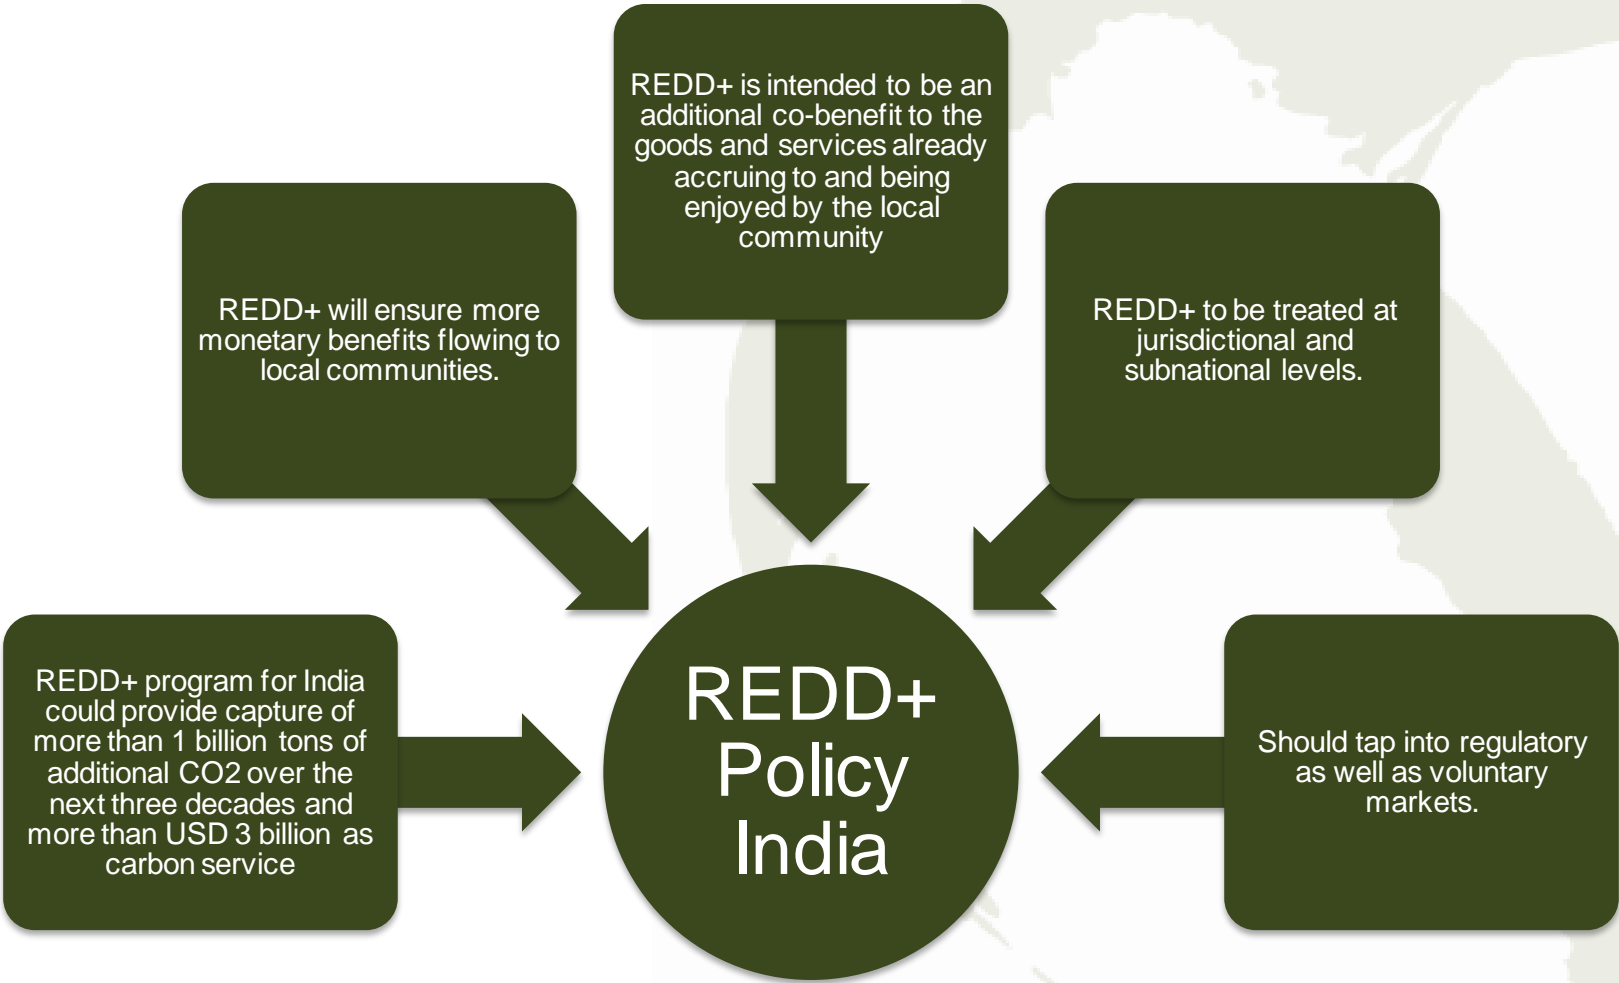 REDD+ program for India
could provide capture of
more than 1 billion tons of
additional CO2 over the
next three decades and
more than USD 3 billion as
carbon service
REDD+ will ensure more
monetary benefits flowing to
local communities.
REDD+ is intended to be an
additional co-benefit to the
goods and services already
accruing to and being
enjoyed by the local
community
REDD+ to be treated at
jurisdictional and
subnational levels.
Should tap into regulatory
as well as voluntary
markets.
REDD+
Policy
India